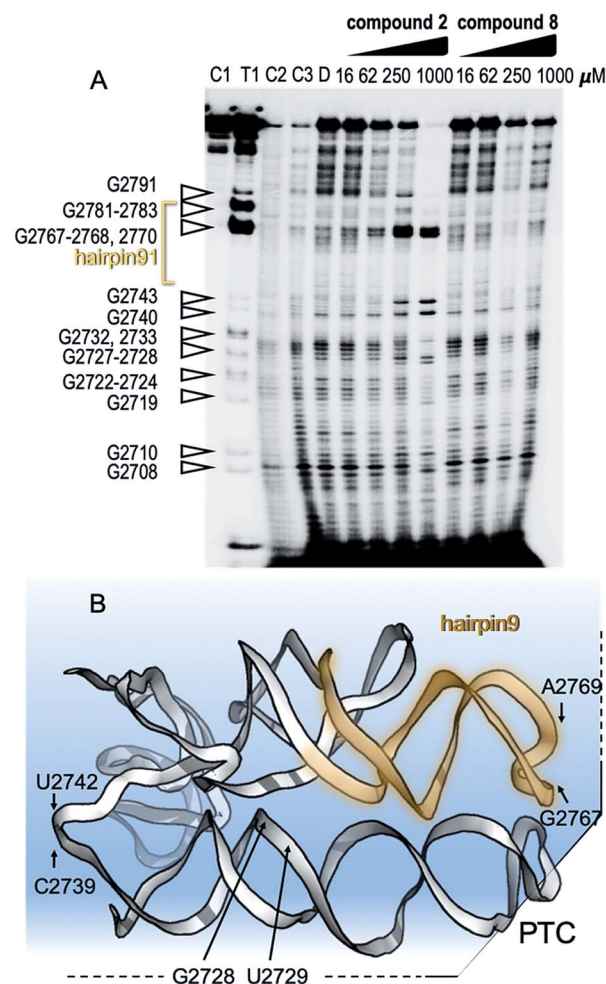 compound 2 compound 8
A
C1 T1 C2 C3 D 16 62 250 1000 16 62 250 1000 μM
G2791
G2781-2783
G2767-2768, 2770
hairpin91
G2743
G2740
G2732, 2733
G2727-2728
G2722-2724
G2719
G2710
G2708
B
hairpin9
A2769
U2742
G2767
C2739
PTC
G2728 U2729